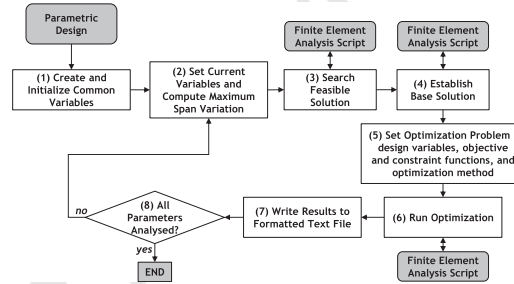 Parametric
Design
Finite Element
Analysis Script
Finite Element
Analysis Script
(1) Create and
Initialize Common
Variables
(2) Set Current
Variables and
Compute Maximum
Span Variation
(3) Search
Feasible
Solution
(4) Establish
Base Solution
(5) Set Optimization Problem
design variables, objective
and constraint functions, and
optimization method
no
(8) All
Parameters
Analysed?
(7) Write Results to
Formatted Text File
(6) Run Optimization
yes
END
Finite Element
Analysis Script